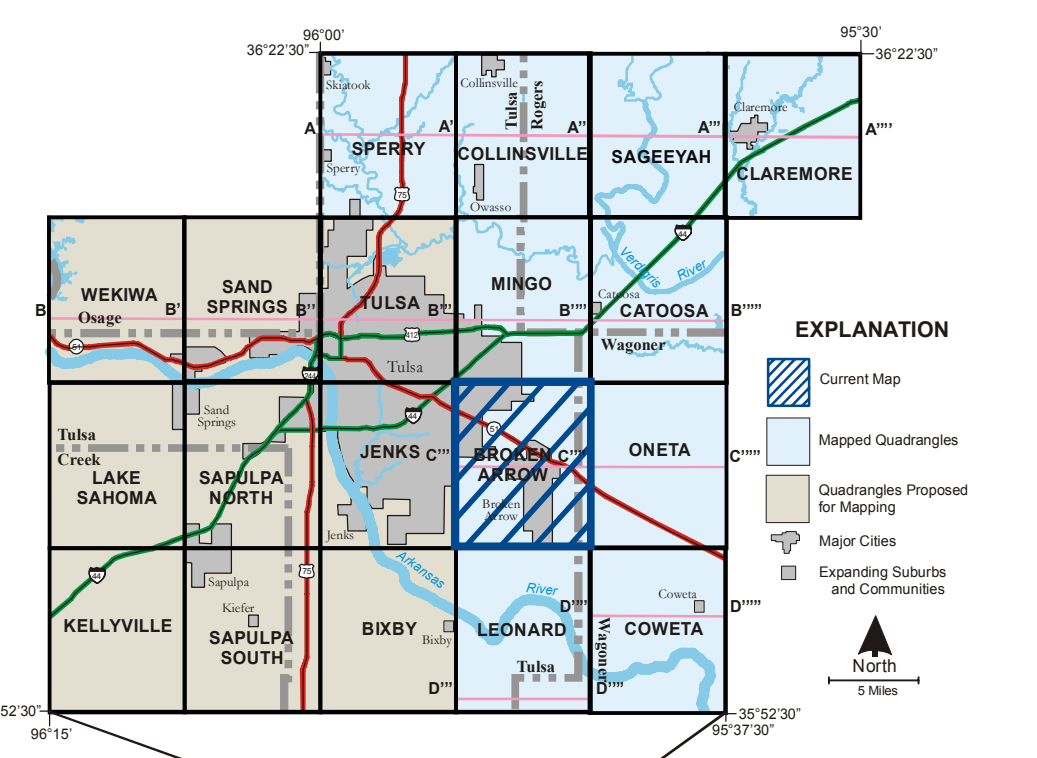 96°00'
95°30'
36°22'30"
36°22'30"
Skiatook
Collinsville
Tulsa
Rogers
Claremore
A
A'
A''
A'''
A''''
SPERRY
COLLINSVILLE
SAGEEYAH
CLAREMORE
Sperry
75
Owasso
44
Verdigris
River
WEKIWA
SAND
SPRINGS
TULSA
MINGO
CATOOSA
Catoosa
B
B'
B''
B'''
B''''
B'''''
Osage
Wagoner
51
412
Tulsa
244
Sand
Springs
44
51
Tulsa
Creek
LAKE
SAHOMA
SAPULPA
NORTH
JENKS
C'''
BROKEN
ARROW
C''''
ONETA
C'''''
Broken
Arrow
Jenks
44
Sapulpa
75
Arkansas
River
Kiefer
KELLYVILLE
SAPULPA
SOUTH
BIXBY
Bixby
LEONARD
D''''
Coweta
D'''''
COWETA
Wagoner
Tulsa
D'''
D''''
52'30"
96°15'
35°52'30"
95°37'30"
EXPLANATION
Current Map
Mapped Quadrangles
Quadrangles Proposed
for Mapping
Major Cities
Expanding Suburbs
and Communities
North
5 Miles